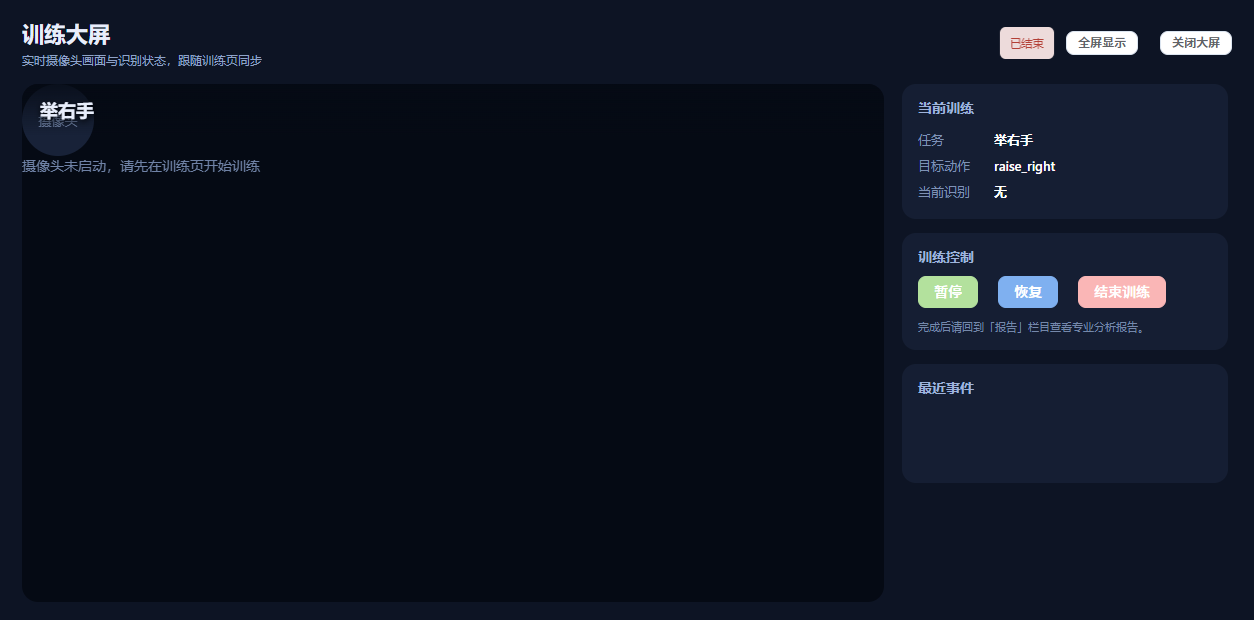 训练大屏
实时摄像头画面与识别状态，跟随训练页同步
已结束
全屏显示
关闭大屏
举右手
摄像头
摄像头未启动，请先在训练页开始训练
当前训练
任务 举右手
目标动作 raise_right
当前识别 无
训练控制
暂停
恢复
结束训练
完成后请回到「报告」栏目查看专业分析报告。
最近事件